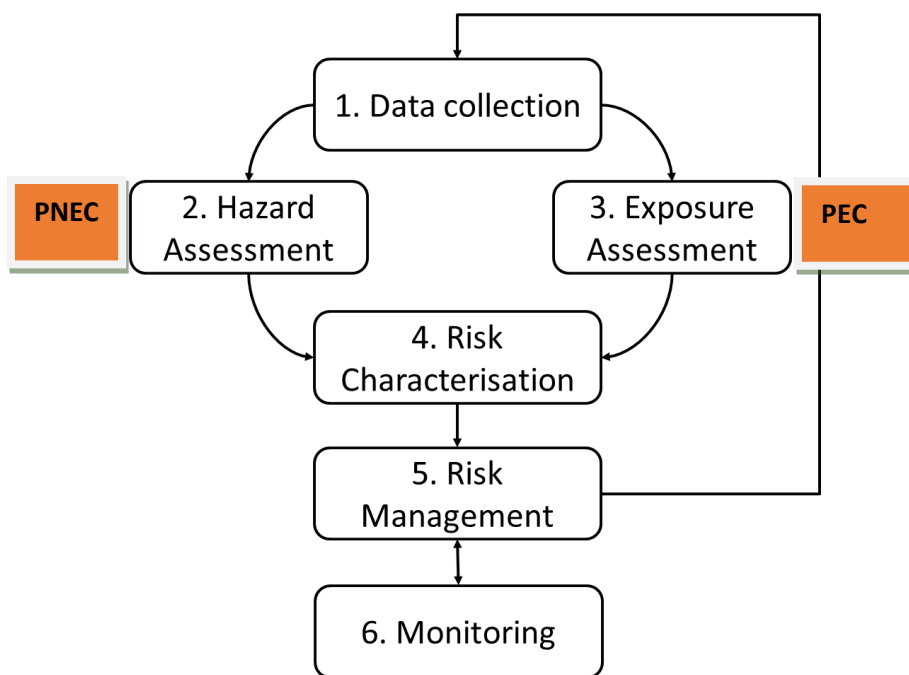 1. Data collection
PNEC
2. Hazard
Assessment
3. Exposure
Assessment
PEC
4. Risk
Characterisation
5. Risk
Management
6. Monitoring